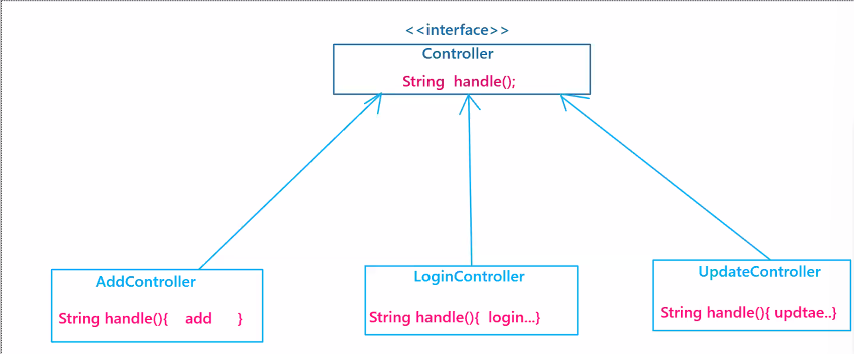 <<interface>>
Controller
String handle();
AddController
String handle(){ add }
LoginController
String handle(){ login...}
UpdateController
String handle(){ updtae..}